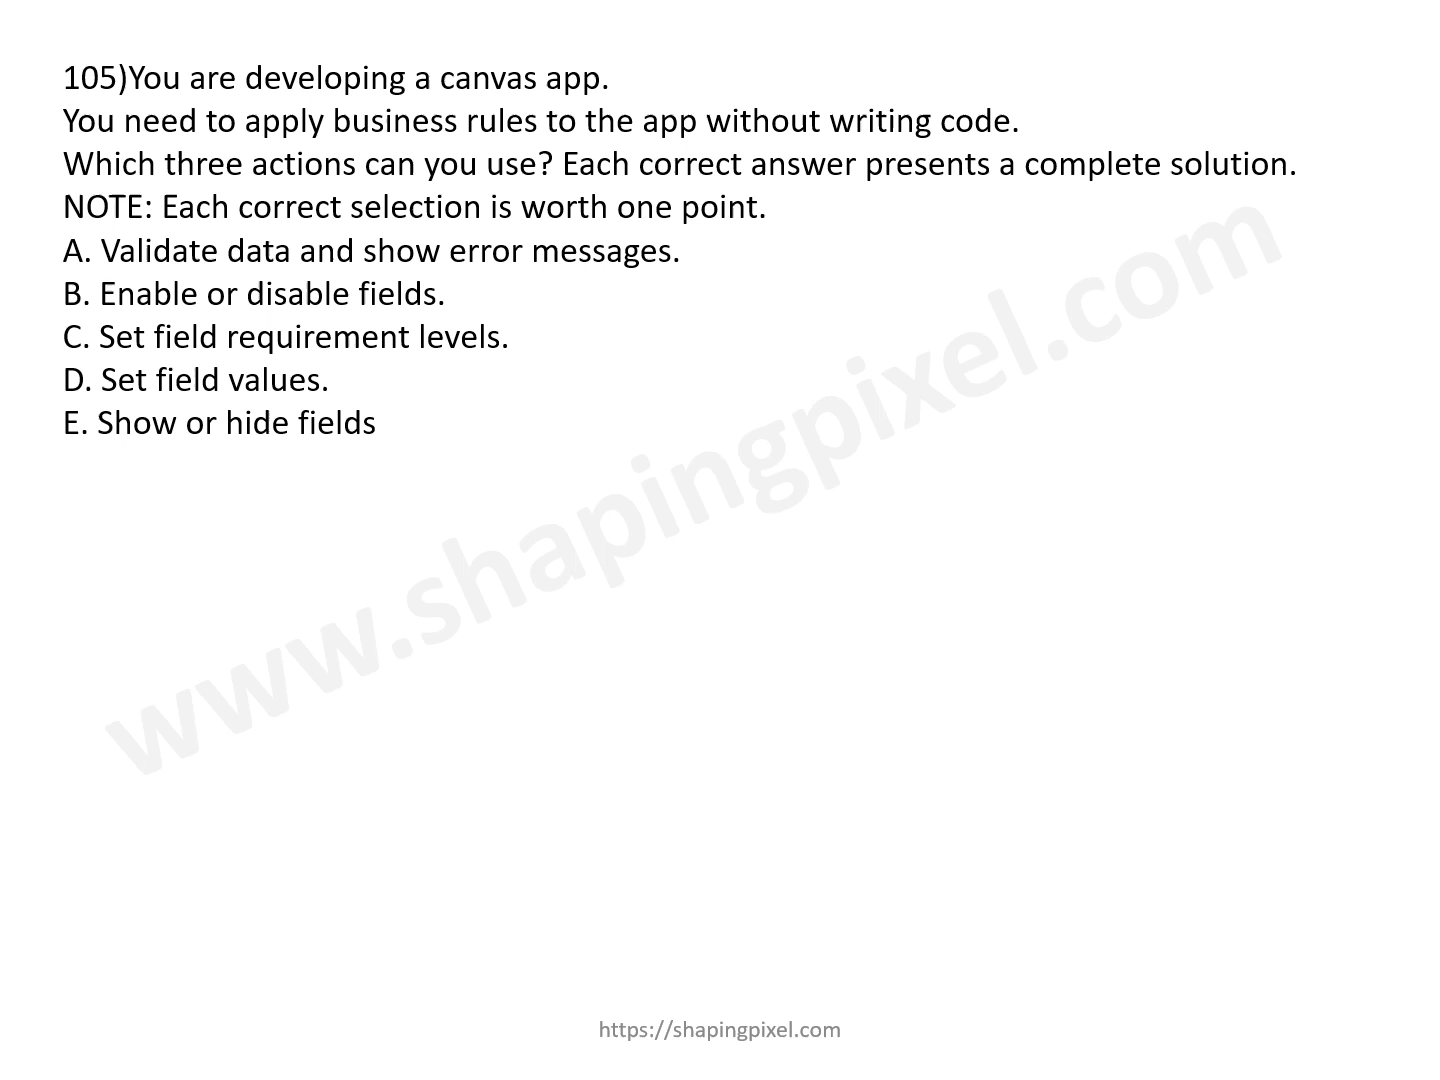 105)You are developing a canvas app.
You need to apply business rules to the app without writing code.
Which three actions can you use? Each correct answer presents a complete solution.
NOTE: Each correct selection is worth one point.
A. Validate data and show error messages.
B. Enable or disable fields.
C. Set field requirement levels.
D. Set field values.
E. Show or hide fields
www.shapingpixel.com
https://shapingpixel.com